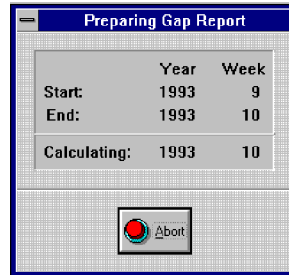 Preparing Gap Report
Year Week
Start: 1993 9
End: 1993 10
Calculating: 1993 10
Abort